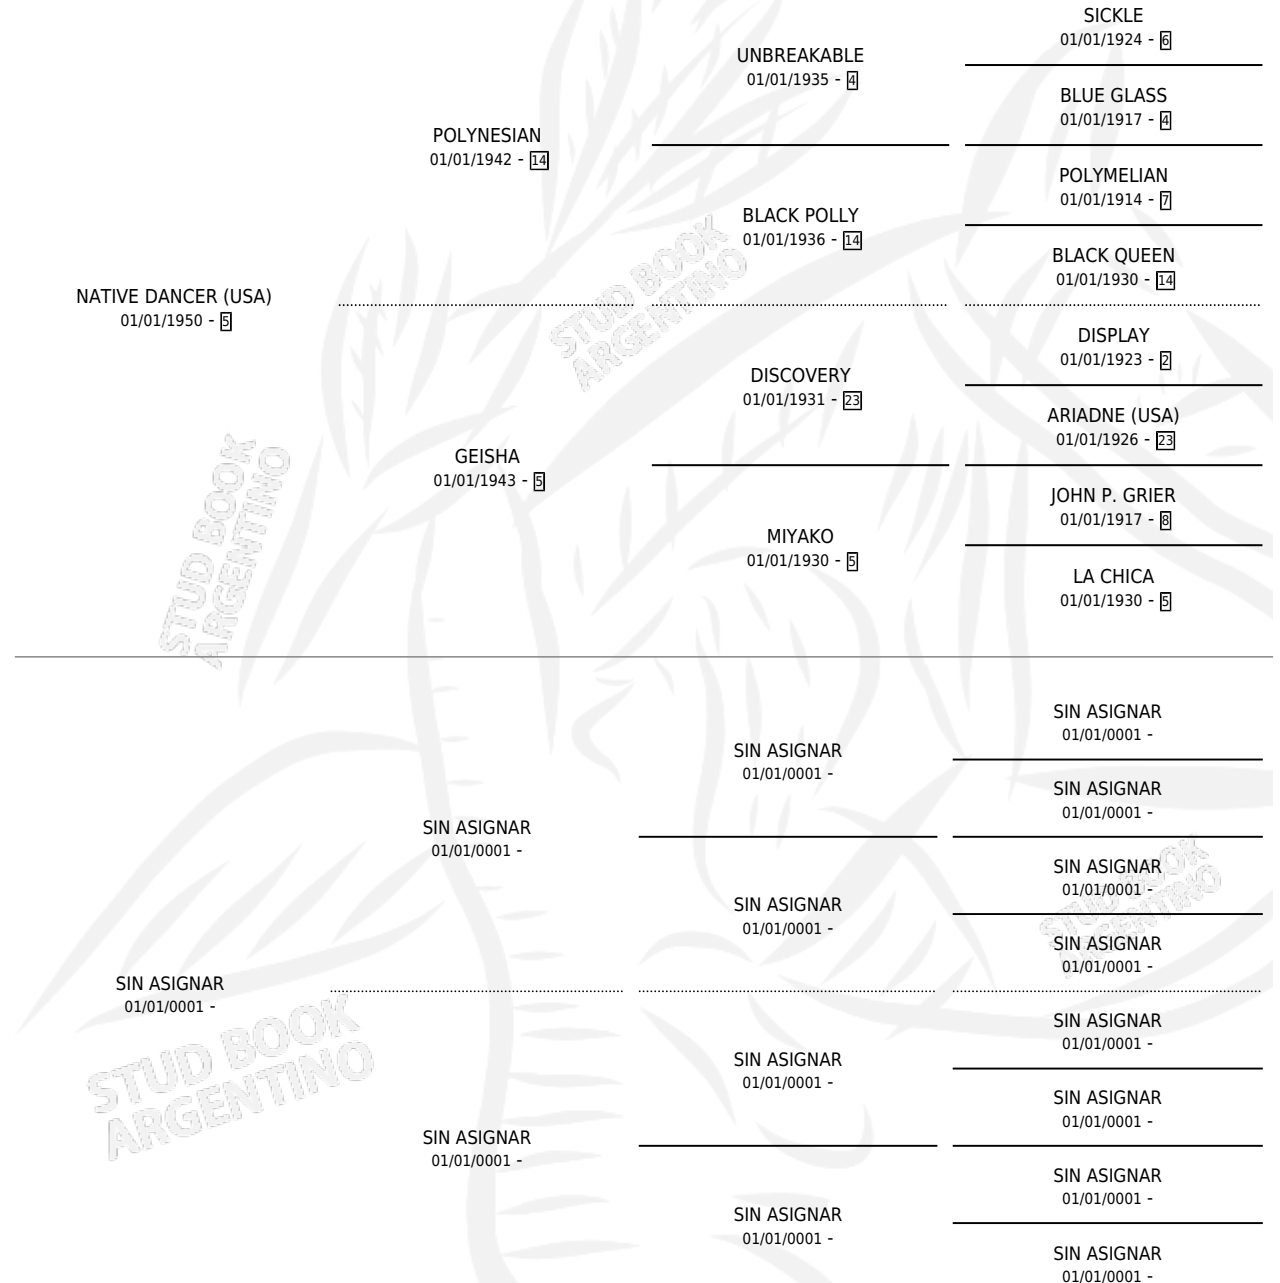 SICKLE
01/01/1924 - 6
UNBREAKABLE
01/01/1935 - 4
BLUE GLASS
01/01/1917 - 4
POLYNESIAN
01/01/1942 - 14
POLYMELIAN
01/01/1914 - 7
BLACK POLLY
01/01/1936 - 14
BLACK QUEEN
01/01/1930 - 14
NATIVE DANCER (USA)
01/01/1950 - 5
DISPLAY
01/01/1923 - 2
DISCOVERY
01/01/1931 - 23
ARIADNE (USA)
01/01/1926 - 23
GEISHA
01/01/1943 - 5
JOHN P. GRIER
01/01/1917 - 8
MIYAKO
01/01/1930 - 5
LA CHICA
01/01/1930 - 5
SIN ASIGNAR
01/01/0001 -
SIN ASIGNAR
01/01/0001 -
SIN ASIGNAR
01/01/0001 -
SIN ASIGNAR
01/01/0001 -
SIN ASIGNAR
01/01/0001 -
SIN ASIGNAR
01/01/0001 -
SIN ASIGNAR
01/01/0001 -
SIN ASIGNAR
01/01/0001 -
SIN ASIGNAR
01/01/0001 -
SIN ASIGNAR
01/01/0001 -
SIN ASIGNAR
01/01/0001 -
SIN ASIGNAR
01/01/0001 -
SIN ASIGNAR
01/01/0001 -
SIN ASIGNAR
01/01/0001 -
SIN ASIGNAR
01/01/0001 -
STUD BOOK
ARGENTINO
STUD BOOK
ARGENTINO
STUD BOOK
ARGENTINO
STUD BOOK
ARGENTINO